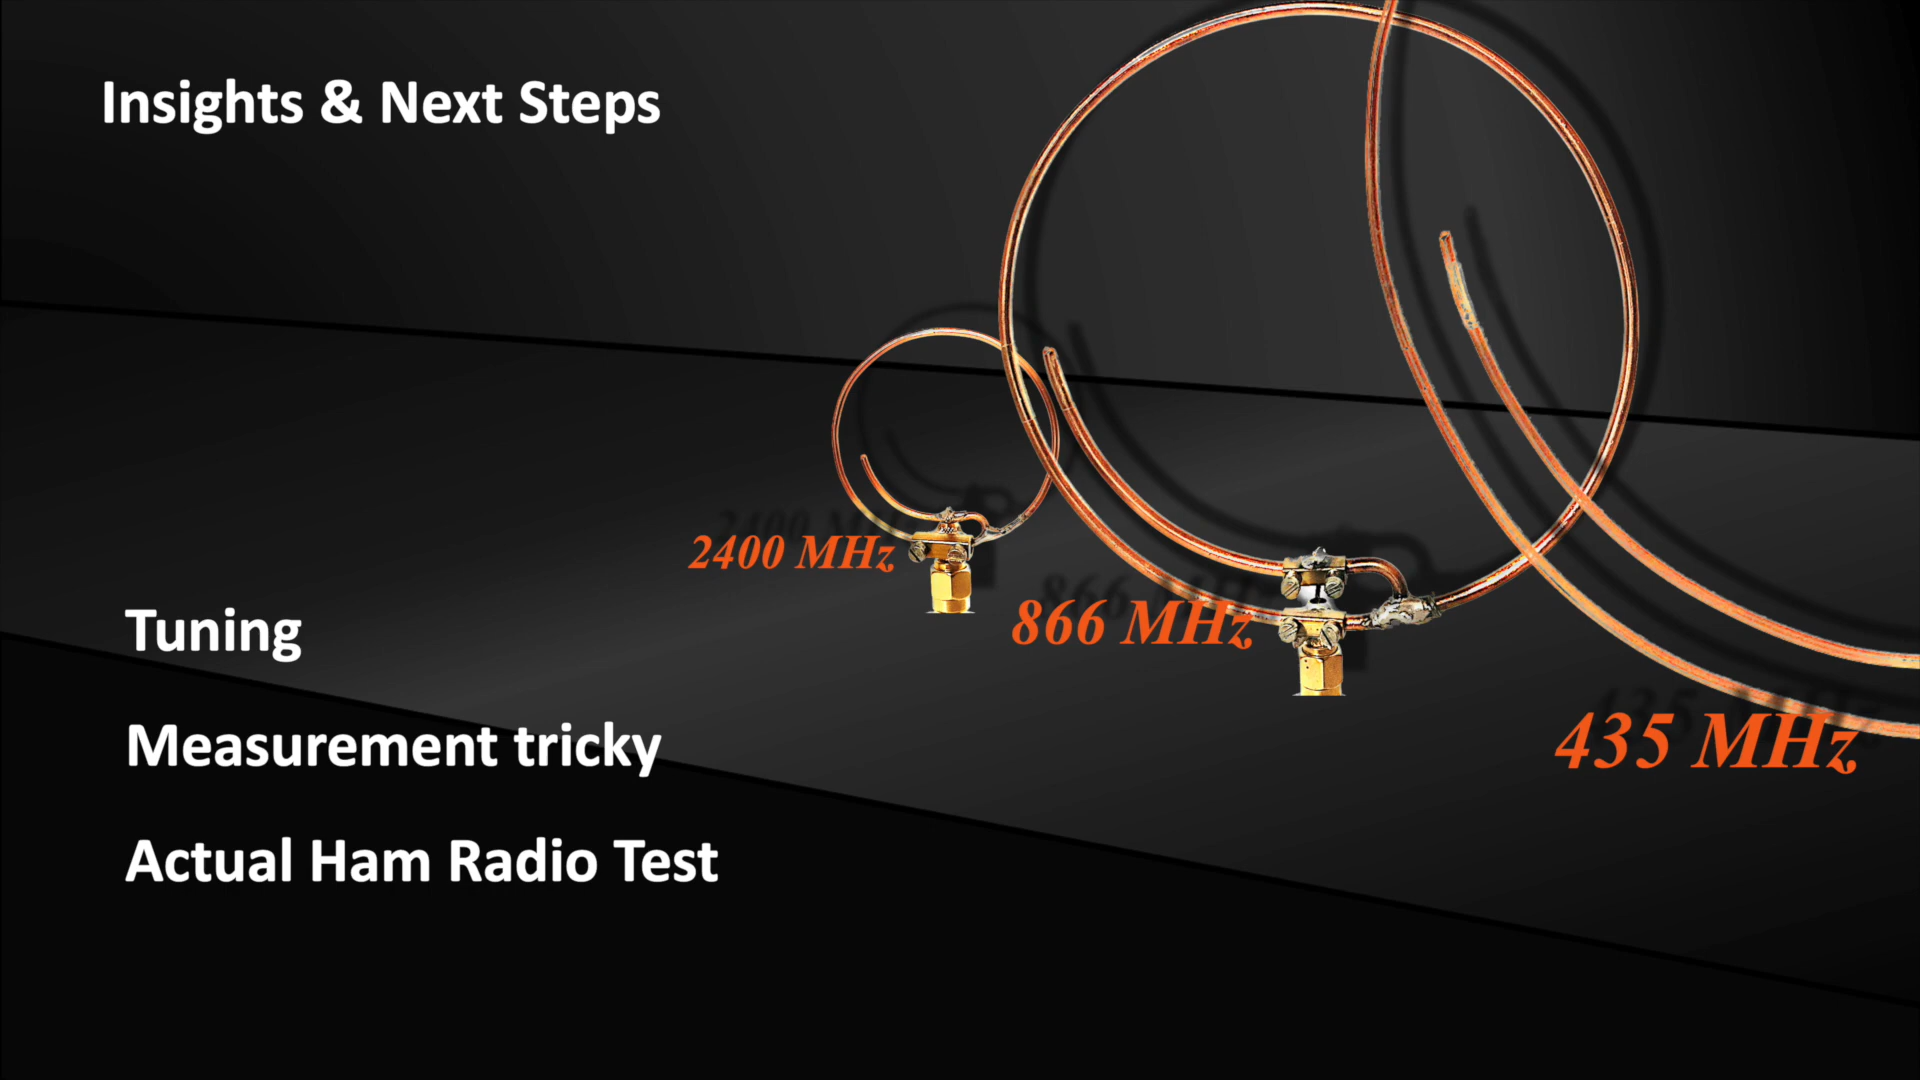 Insights & Next Steps
2400 MHz
866 MHz
435 MHz
Tuning
Measurement tricky
Actual Ham Radio Test